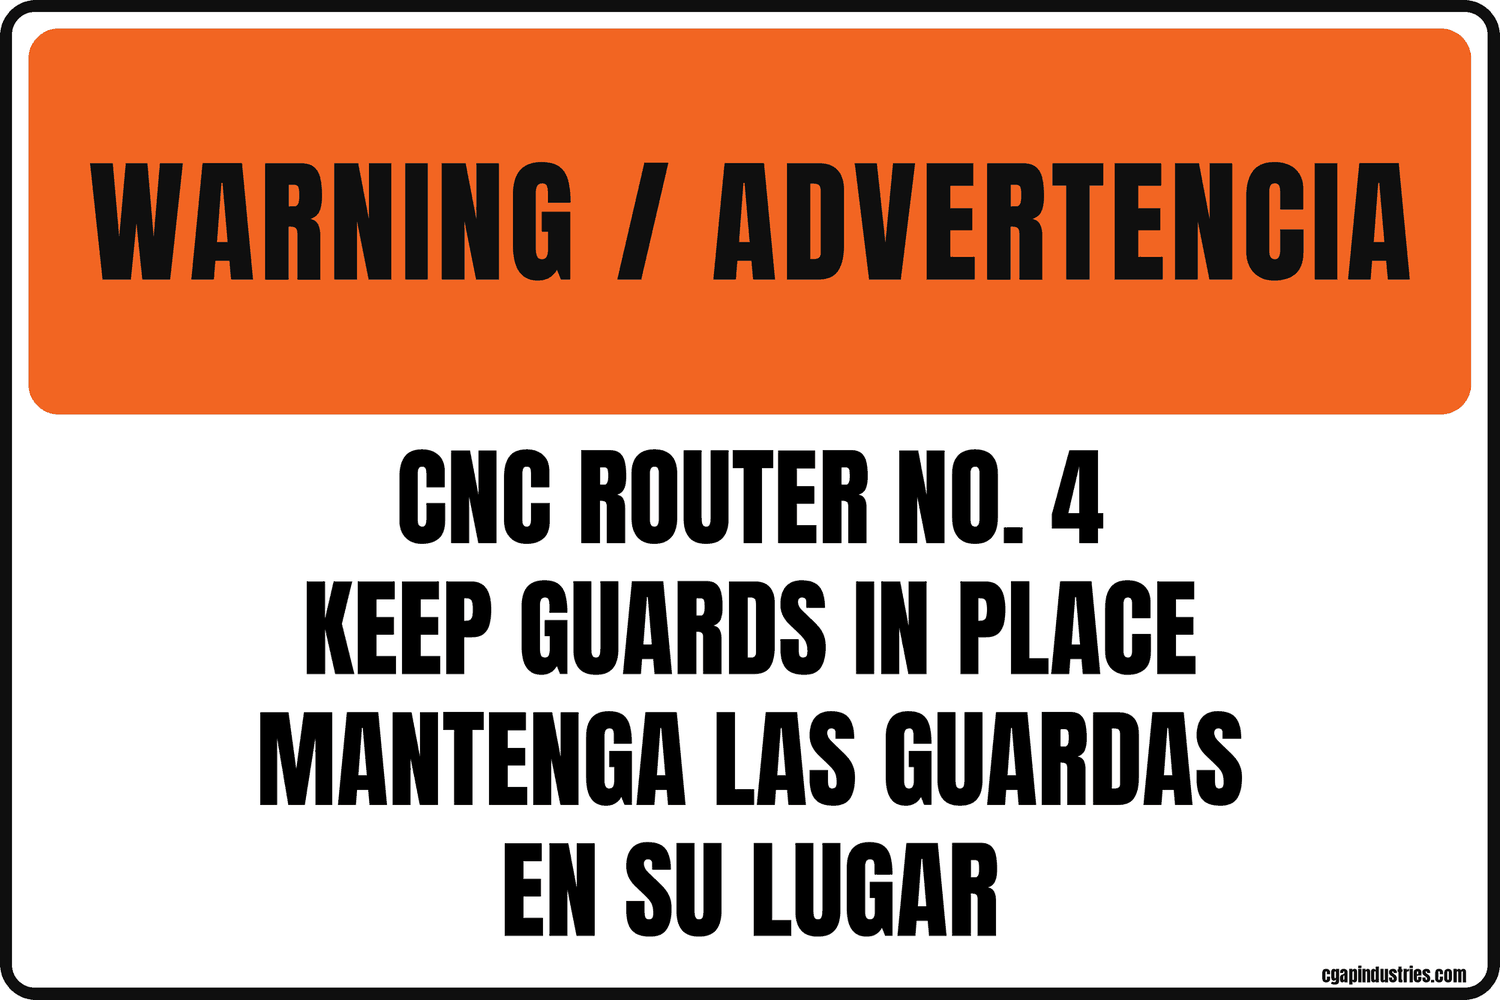 WARNING / ADVERTENCIA
CNC ROUTER NO. 4
KEEP GUARDS IN PLACE
MANTENGA LAS GUARDAS
EN SU LUGAR
cgapindustries.com